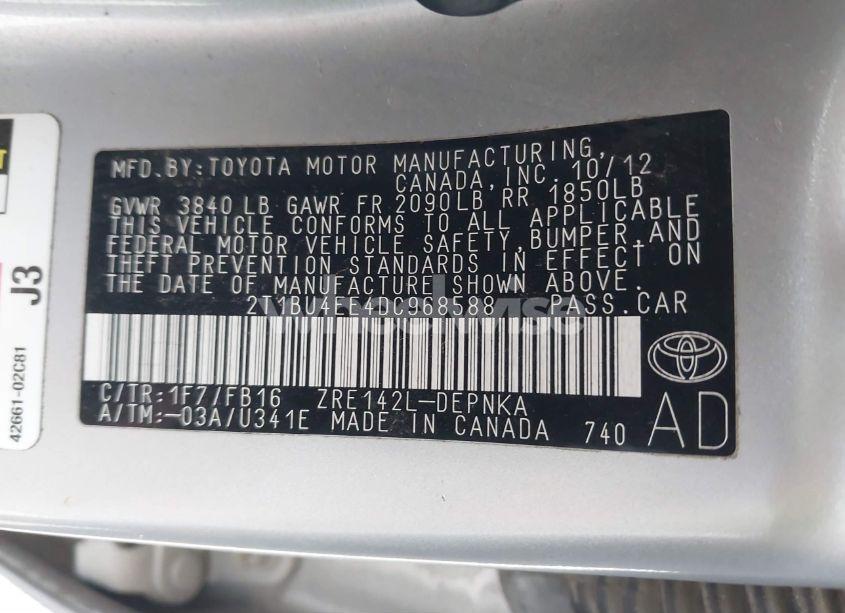 MFD.BY:TOYOTA MOTOR MANUFACTURING,
CANADA,INC. 10/12
GVWR 3840 LB GAWR FR 2090LB RR 1850LB
THIS VEHICLE CONFORMS TO ALL APPLICABLE
FEDERAL MOTOR VEHICLE SAFETY,BUMPER,AND
THEFT PREVENTION STANDARDS IN EFFECT ON
THE DATE OF MANUFACTURE SHOWN ABOVE.
2T1BU4EE4DC968588 PASS.CAR
C/TR:1F7/FB16 ZRE142L-DEPNKA
A/TM:-03A/U341E MADE IN CANADA 740
AD
J3
42661-02C81